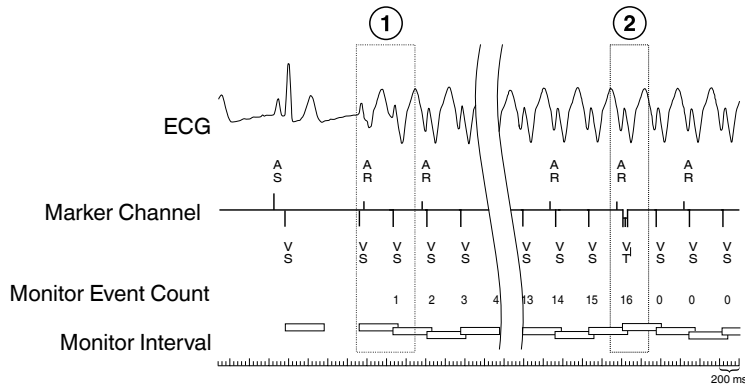 1 2
ECG
A S A R A R A R A R A R
Marker Channel
V S V S V S V S V S V S V S V S V T V S V S V S
Monitor Event Count 1 2 3 4 13 14 15 16 0 0 0
Monitor Interval
200 ms